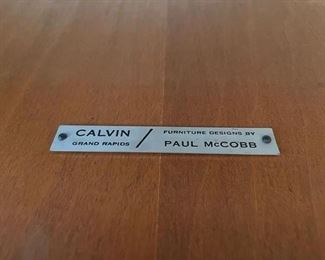 CALVIN / FURNITURE DESIGNS BY
GRAND RAPIDS PAUL McCOBB